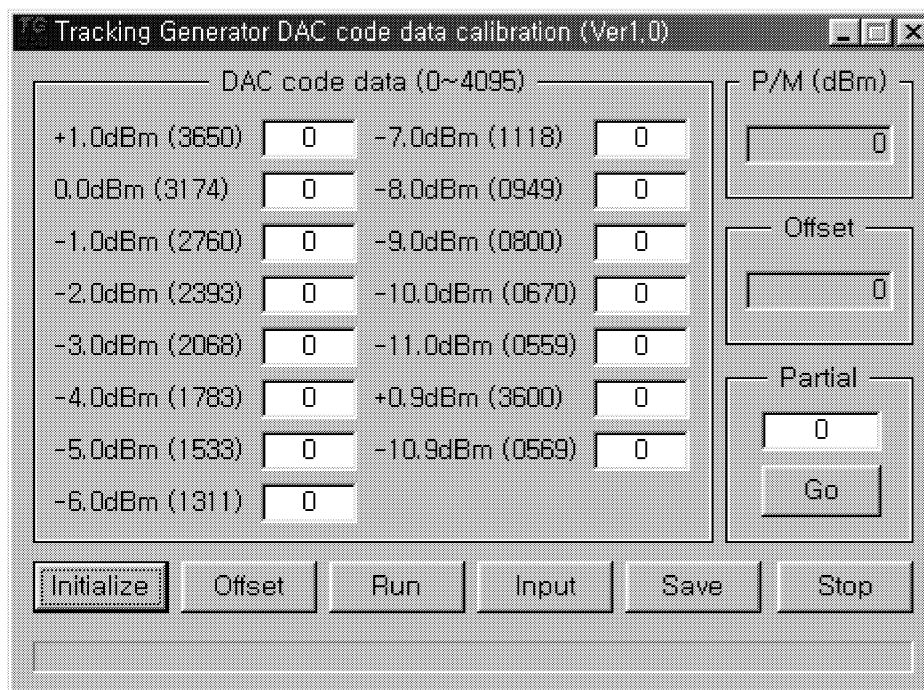 TG Tracking Generator DAC code data calibration (Ver1,0)
DAC code data (0~4095)
+1.0dBm (3650) 0 -7.0dBm (1118) 0
0.0dBm (3174) 0 -8.0dBm (0949) 0
-1.0dBm (2760) 0 -9.0dBm (0800) 0
-2.0dBm (2393) 0 -10.0dBm (0670) 0
-3.0dBm (2068) 0 -11.0dBm (0559) 0
-4.0dBm (1783) 0 +0.9dBm (3600) 0
-5.0dBm (1533) 0 -10.9dBm (0569) 0
-6.0dBm (1311) 0
P/M (dBm)
0
Offset
0
Partial
0
Go
Initialize Offset Run Input Save Stop